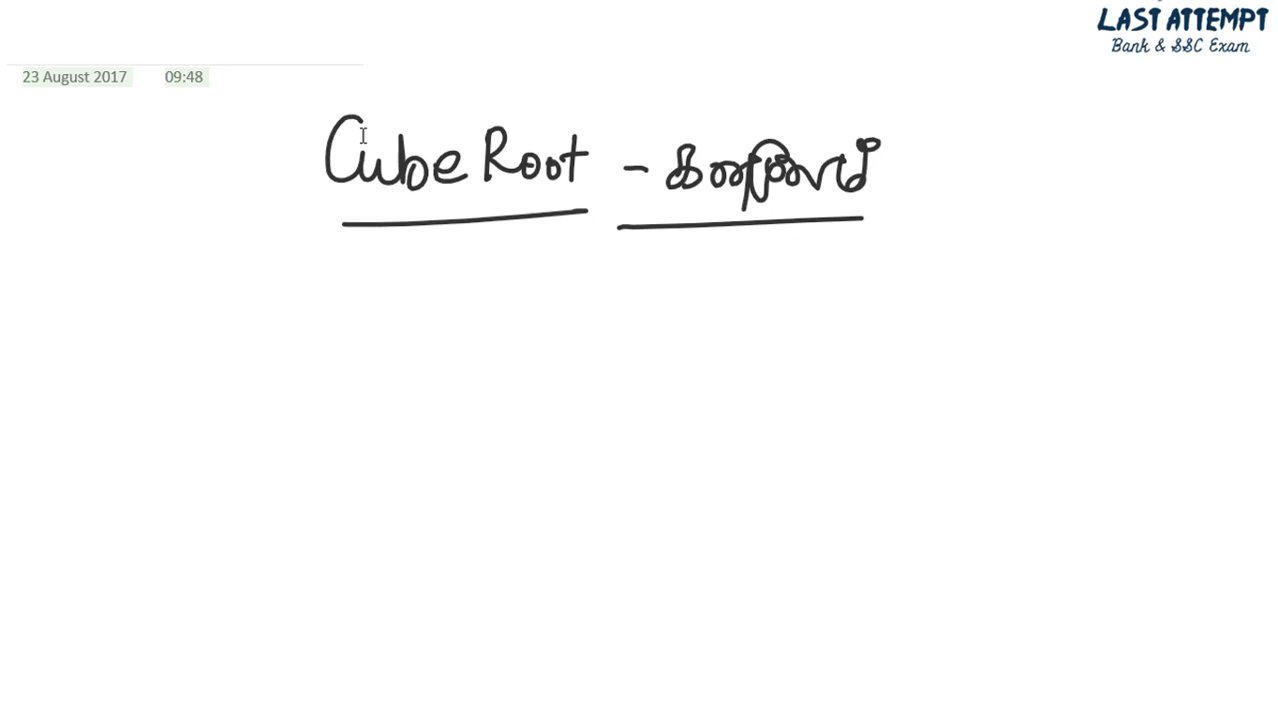 LAST ATTEMPT
Bank & SSC Exam
23 August 2017 09:48
Cube Root - கனமூலம்